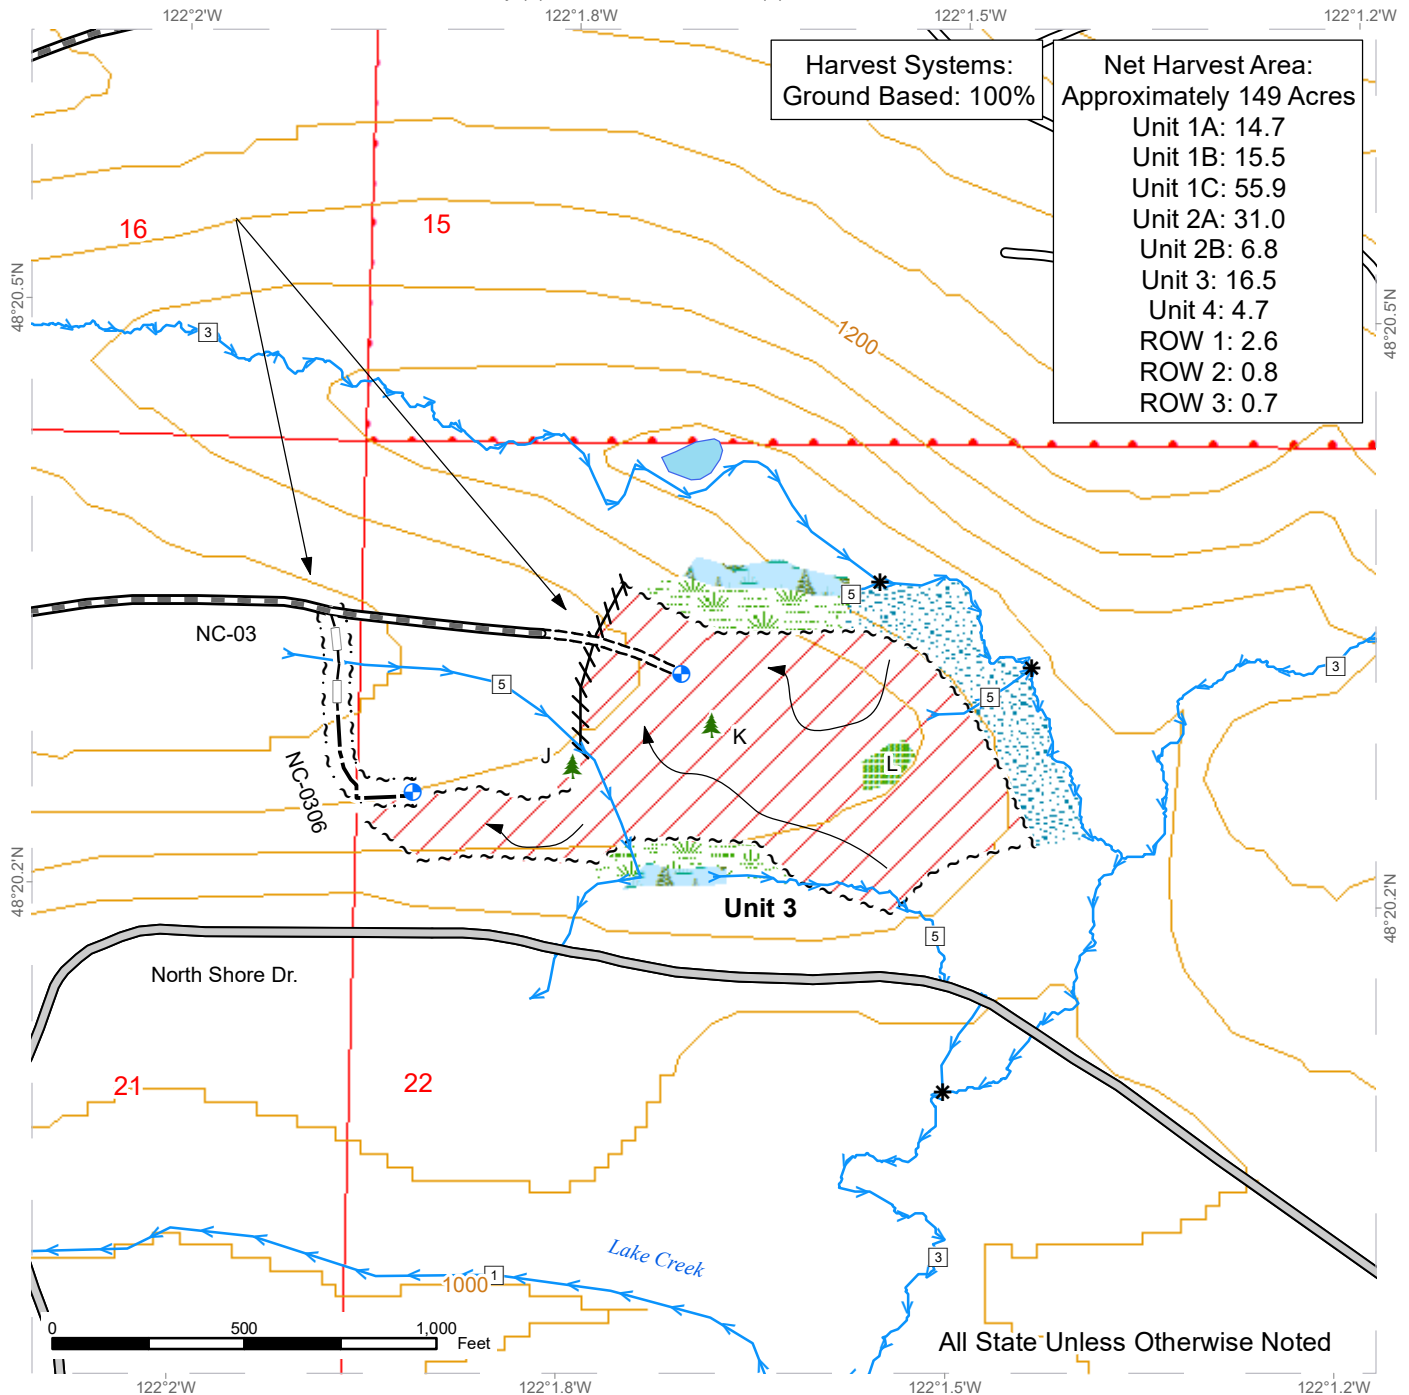 122°2'W
122°1.8'W
122°1.5'W
122°1.2'W
Harvest Systems:
Ground Based: 100%
Net Harvest Area:
Approximately 149 Acres
Unit 1A: 14.7
Unit 1B: 15.5
Unit 1C: 55.9
Unit 2A: 31.0
Unit 2B: 6.8
Unit 3: 16.5
Unit 4: 4.7
ROW 1: 2.6
ROW 2: 0.8
ROW 3: 0.7
16
15
48°20.5'N
48°20.5'N
3
1200
5
NC-03
3
5
5
J
K
L
NC-0306
48°20.2'N
48°20.2'N
Unit 3
5
North Shore Dr.
21
22
Lake Creek
3
1
1000
0
500
1,000
Feet
All State Unless Otherwise Noted
122°2'W
122°1.8'W
122°1.5'W
122°1.2'W